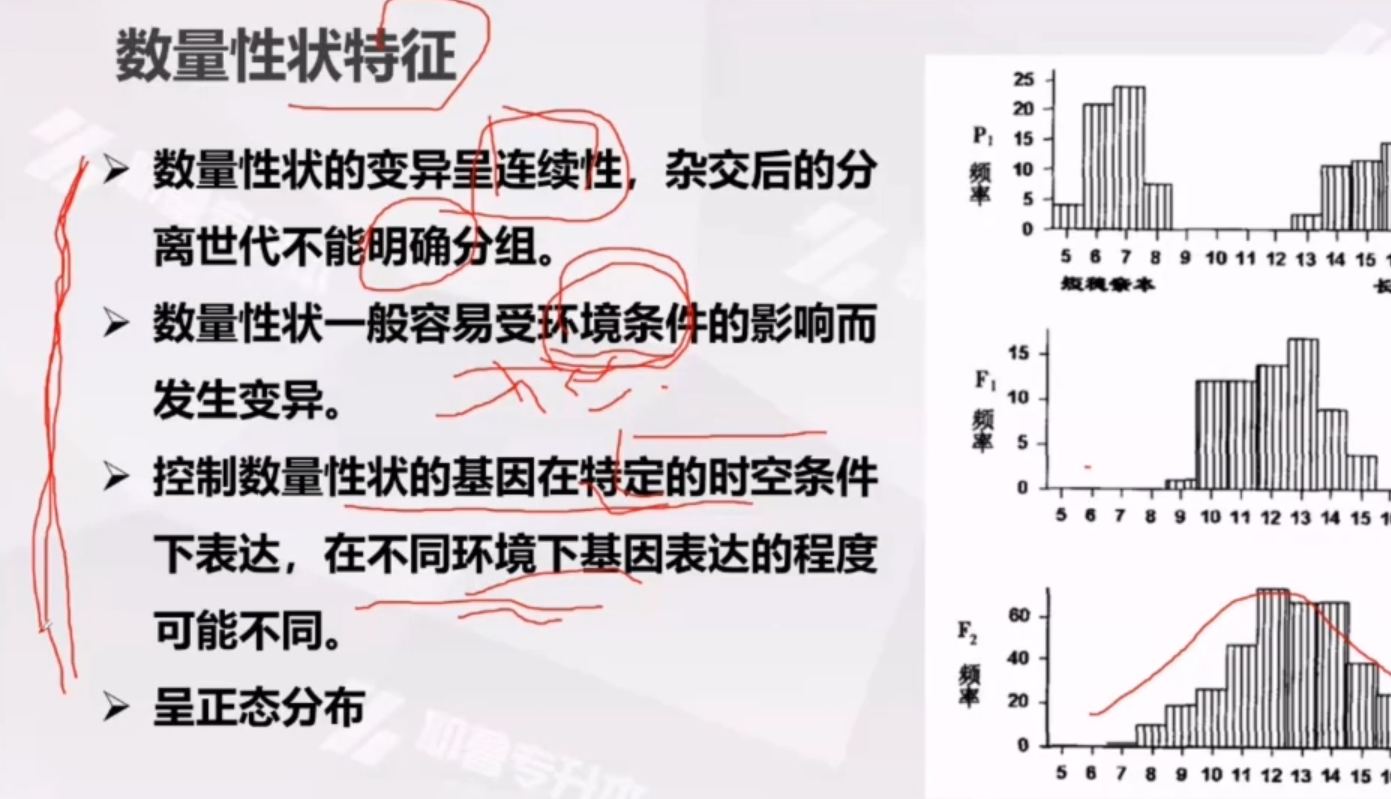 数量性状特征
➢ 数量性状的变异呈连续性，杂交后的分
离世代不能明确分组。
➢ 数量性状一般容易受环境条件的影响而
发生变异。
➢ 控制数量性状的基因在特定的时空条件
下表达，在不同环境下基因表达的程度
可能不同。
➢ 呈正态分布
25
20
15
10
5
0
P₁
频率
5 6 7 8 9 10 11 12 13 14 15
短穗亲本 长
15
10
5
0
F₁
频率
5 6 7 8 9 10 11 12 13 14 15
60
40
20
0
F₂
频率
5 6 7 8 9 10 11 12 13 14 15